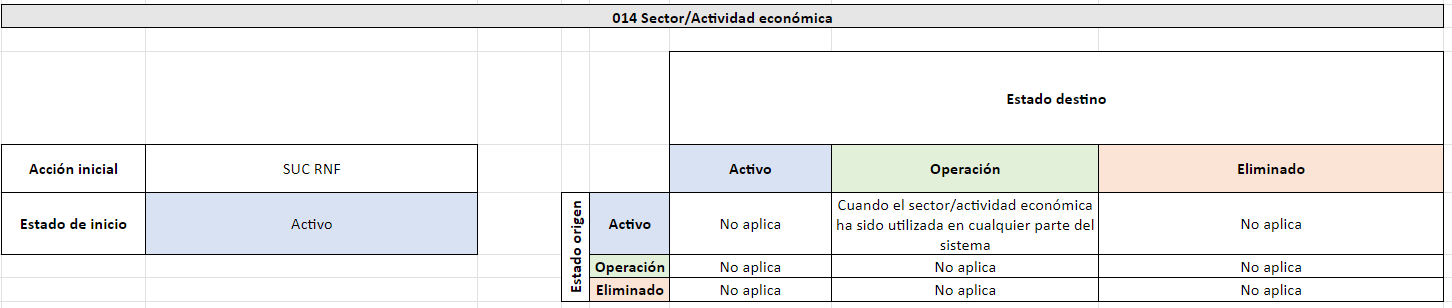 014 Sector/Actividad económica
Estado destino
Acción inicial SUC RNF Activo Operación Eliminado
Estado de inicio Activo Estado origen Activo No aplica Cuando el sector/actividad económica
ha sido utilizada en cualquier parte del
sistema No aplica
Operación No aplica No aplica No aplica
Eliminado No aplica No aplica No aplica